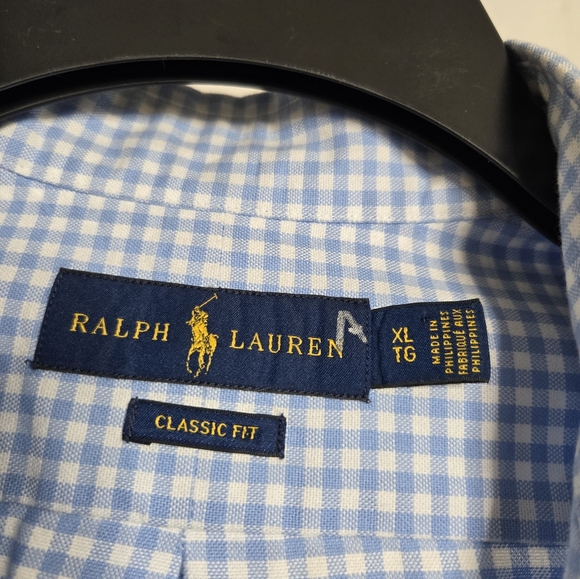 RALPH LAUREN
A
XL
TG
MADE IN
PHILIPPINES
FABRIQUÉ AUX
PHILIPPINES
CLASSIC FIT